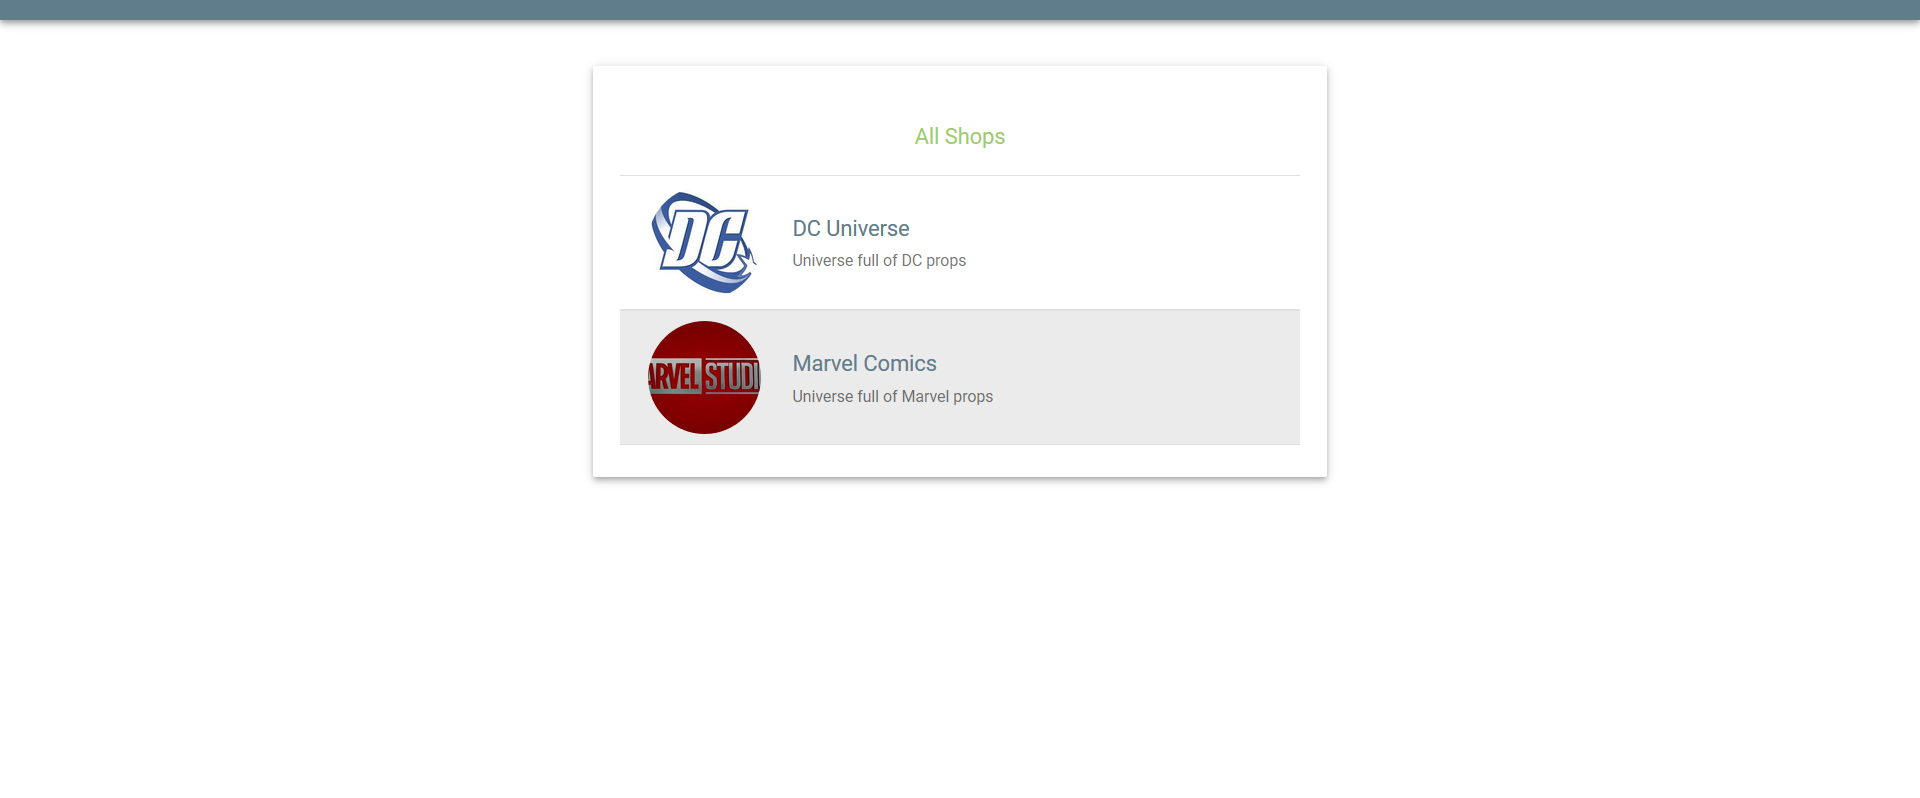 All Shops
DC
DC Universe
Universe full of DC props
ARVEL STUDI
Marvel Comics
Universe full of Marvel props